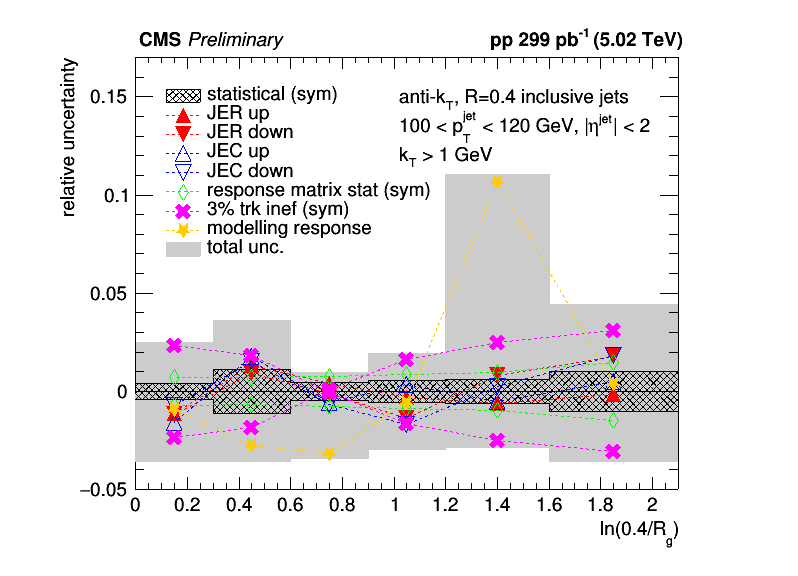 CMS Preliminary pp 299 pb-1 (5.02 TeV)
relative uncertainty
0.15
0.1
0.05
0
−0.05
statistical (sym)
JER up
JER down
JEC up
JEC down
response matrix stat (sym)
3% trk inef (sym)
modelling response
total unc.
anti-kT, R=0.4 inclusive jets
100 < pTjet < 120 GeV, |ηjet| < 2
kT > 1 GeV
0 0.2 0.4 0.6 0.8 1 1.2 1.4 1.6 1.8 2
ln(0.4/Rg)